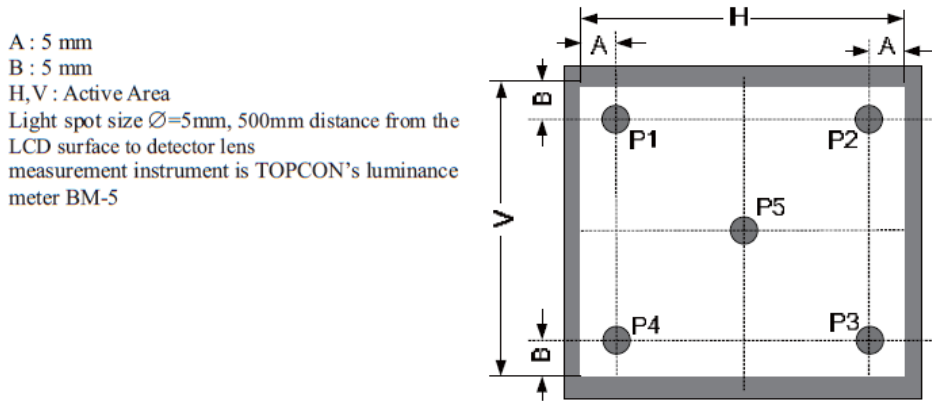 A : 5 mm
B : 5 mm
H,V : Active Area
Light spot size ∅=5mm, 500mm distance from the
LCD surface to detector lens
measurement instrument is TOPCON's luminance
meter BM-5
H
A
A
B
P1
P2
V
P5
P4
P3
B